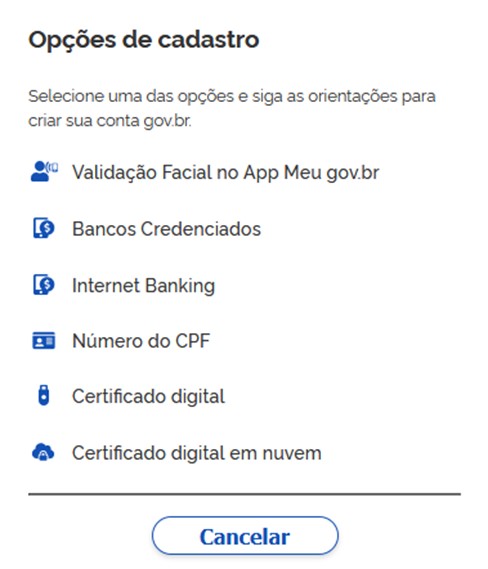 Opções de cadastro
Selecione uma das opções e siga as orientações para
criar sua conta gov.br.
Validação Facial no App Meu gov.br
Bancos Credenciados
Internet Banking
Número do CPF
Certificado digital
Certificado digital em nuvem
Cancelar